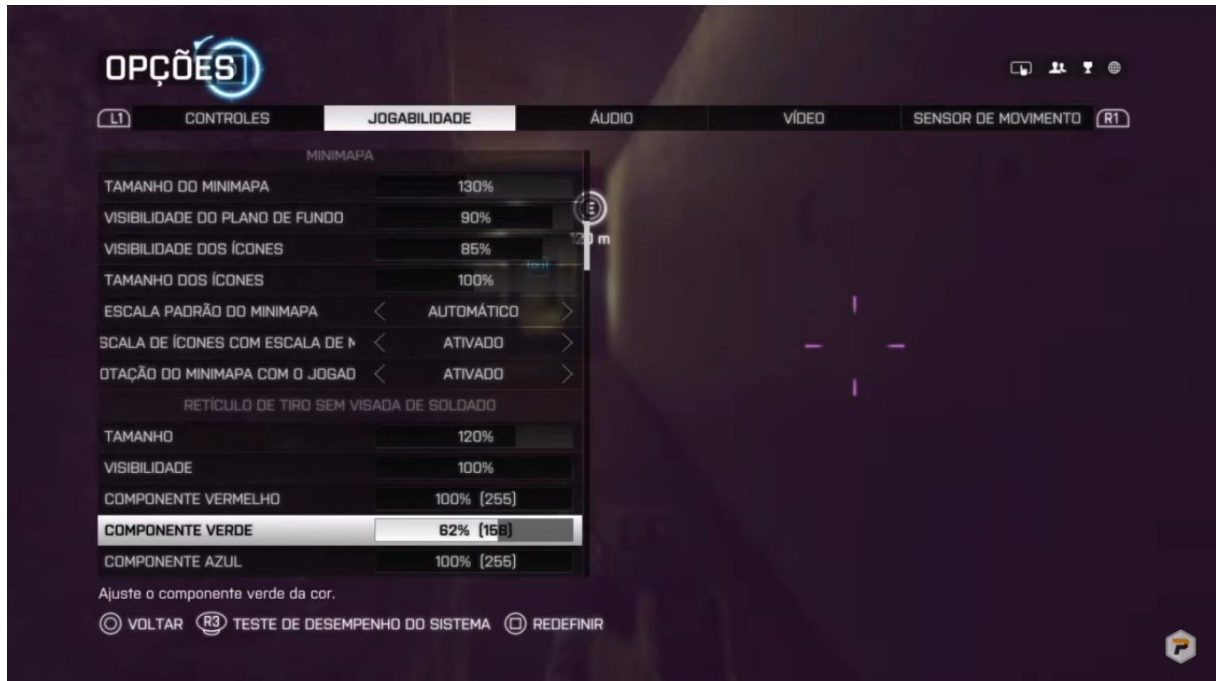 OPÇÕES
L1 CONTROLES JOGABILIDADE ÁUDIO VÍDEO SENSOR DE MOVIMENTO R1
MINIMAPA
TAMANHO DO MINIMAPA 130%
VISIBILIDADE DO PLANO DE FUNDO 90%
E
VISIBILIDADE DOS ÍCONES 85%
m
TAMANHO DOS ÍCONES 100%
ESCALA PADRÃO DO MINIMAPA < AUTOMÁTICO >
SCALA DE ÍCONES COM ESCALA DE M < ATIVADO >
OTAÇÃO DO MINIMAPA COM O JOGAD < ATIVADO >
RETÍCULO DE TIRO SEM VISADA DE SOLDADO
TAMANHO 120%
VISIBILIDADE 100%
COMPONENTE VERMELHO 100% (255)
COMPONENTE VERDE 62% (158)
COMPONENTE AZUL 100% (255)
Ajuste o componente verde da cor.
VOLTAR R3 TESTE DE DESEMPENHO DO SISTEMA REDEFINIR
P